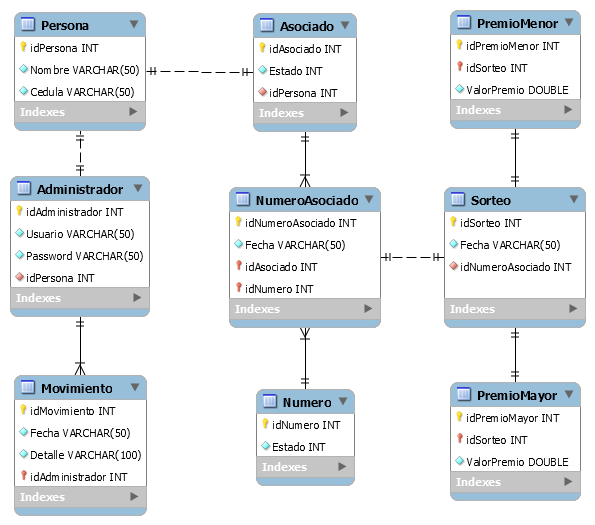 Persona
idPersona INT
Nombre VARCHAR(50)
Cedula VARCHAR(50)
Indexes
Asociado
idAsociado INT
Estado INT
idPersona INT
Indexes
PremioMenor
idPremioMenor INT
idSorteo INT
ValorPremio DOUBLE
Indexes
Administrador
idAdministrador INT
Usuario VARCHAR(50)
Password VARCHAR(50)
idPersona INT
Indexes
NumeroAsociado
idNumeroAsociado INT
Fecha VARCHAR(50)
idAsociado INT
idNumero INT
Indexes
Sorteo
idSorteo INT
Fecha VARCHAR(50)
idNumeroAsociado INT
Indexes
Movimiento
idMovimiento INT
Fecha VARCHAR(50)
Detalle VARCHAR(100)
idAdministrador INT
Indexes
Numero
idNumero INT
Estado INT
Indexes
PremioMayor
idPremioMayor INT
idSorteo INT
ValorPremio DOUBLE
Indexes